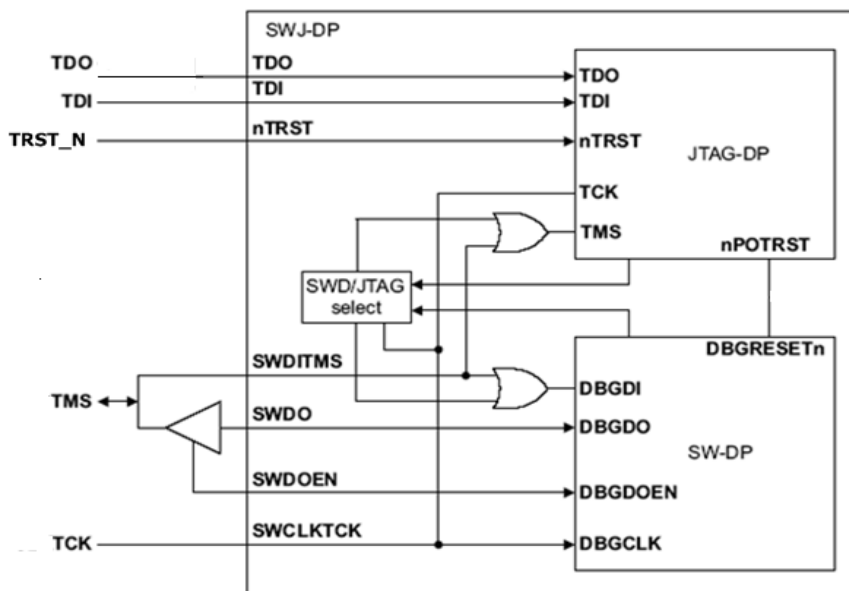 SWJ-DP
TDO TDO TDO
TDI TDI TDI
TRST_N nTRST nTRST
JTAG-DP
TCK
TMS
nPOTRST
SWD/JTAG
select
DBGRESETn
SWDITMS
DBGDI
TMS
SWDO DBGDO
SW-DP
SWDOEN DBGDOEN
TCK SWCLKTCK DBGCLK